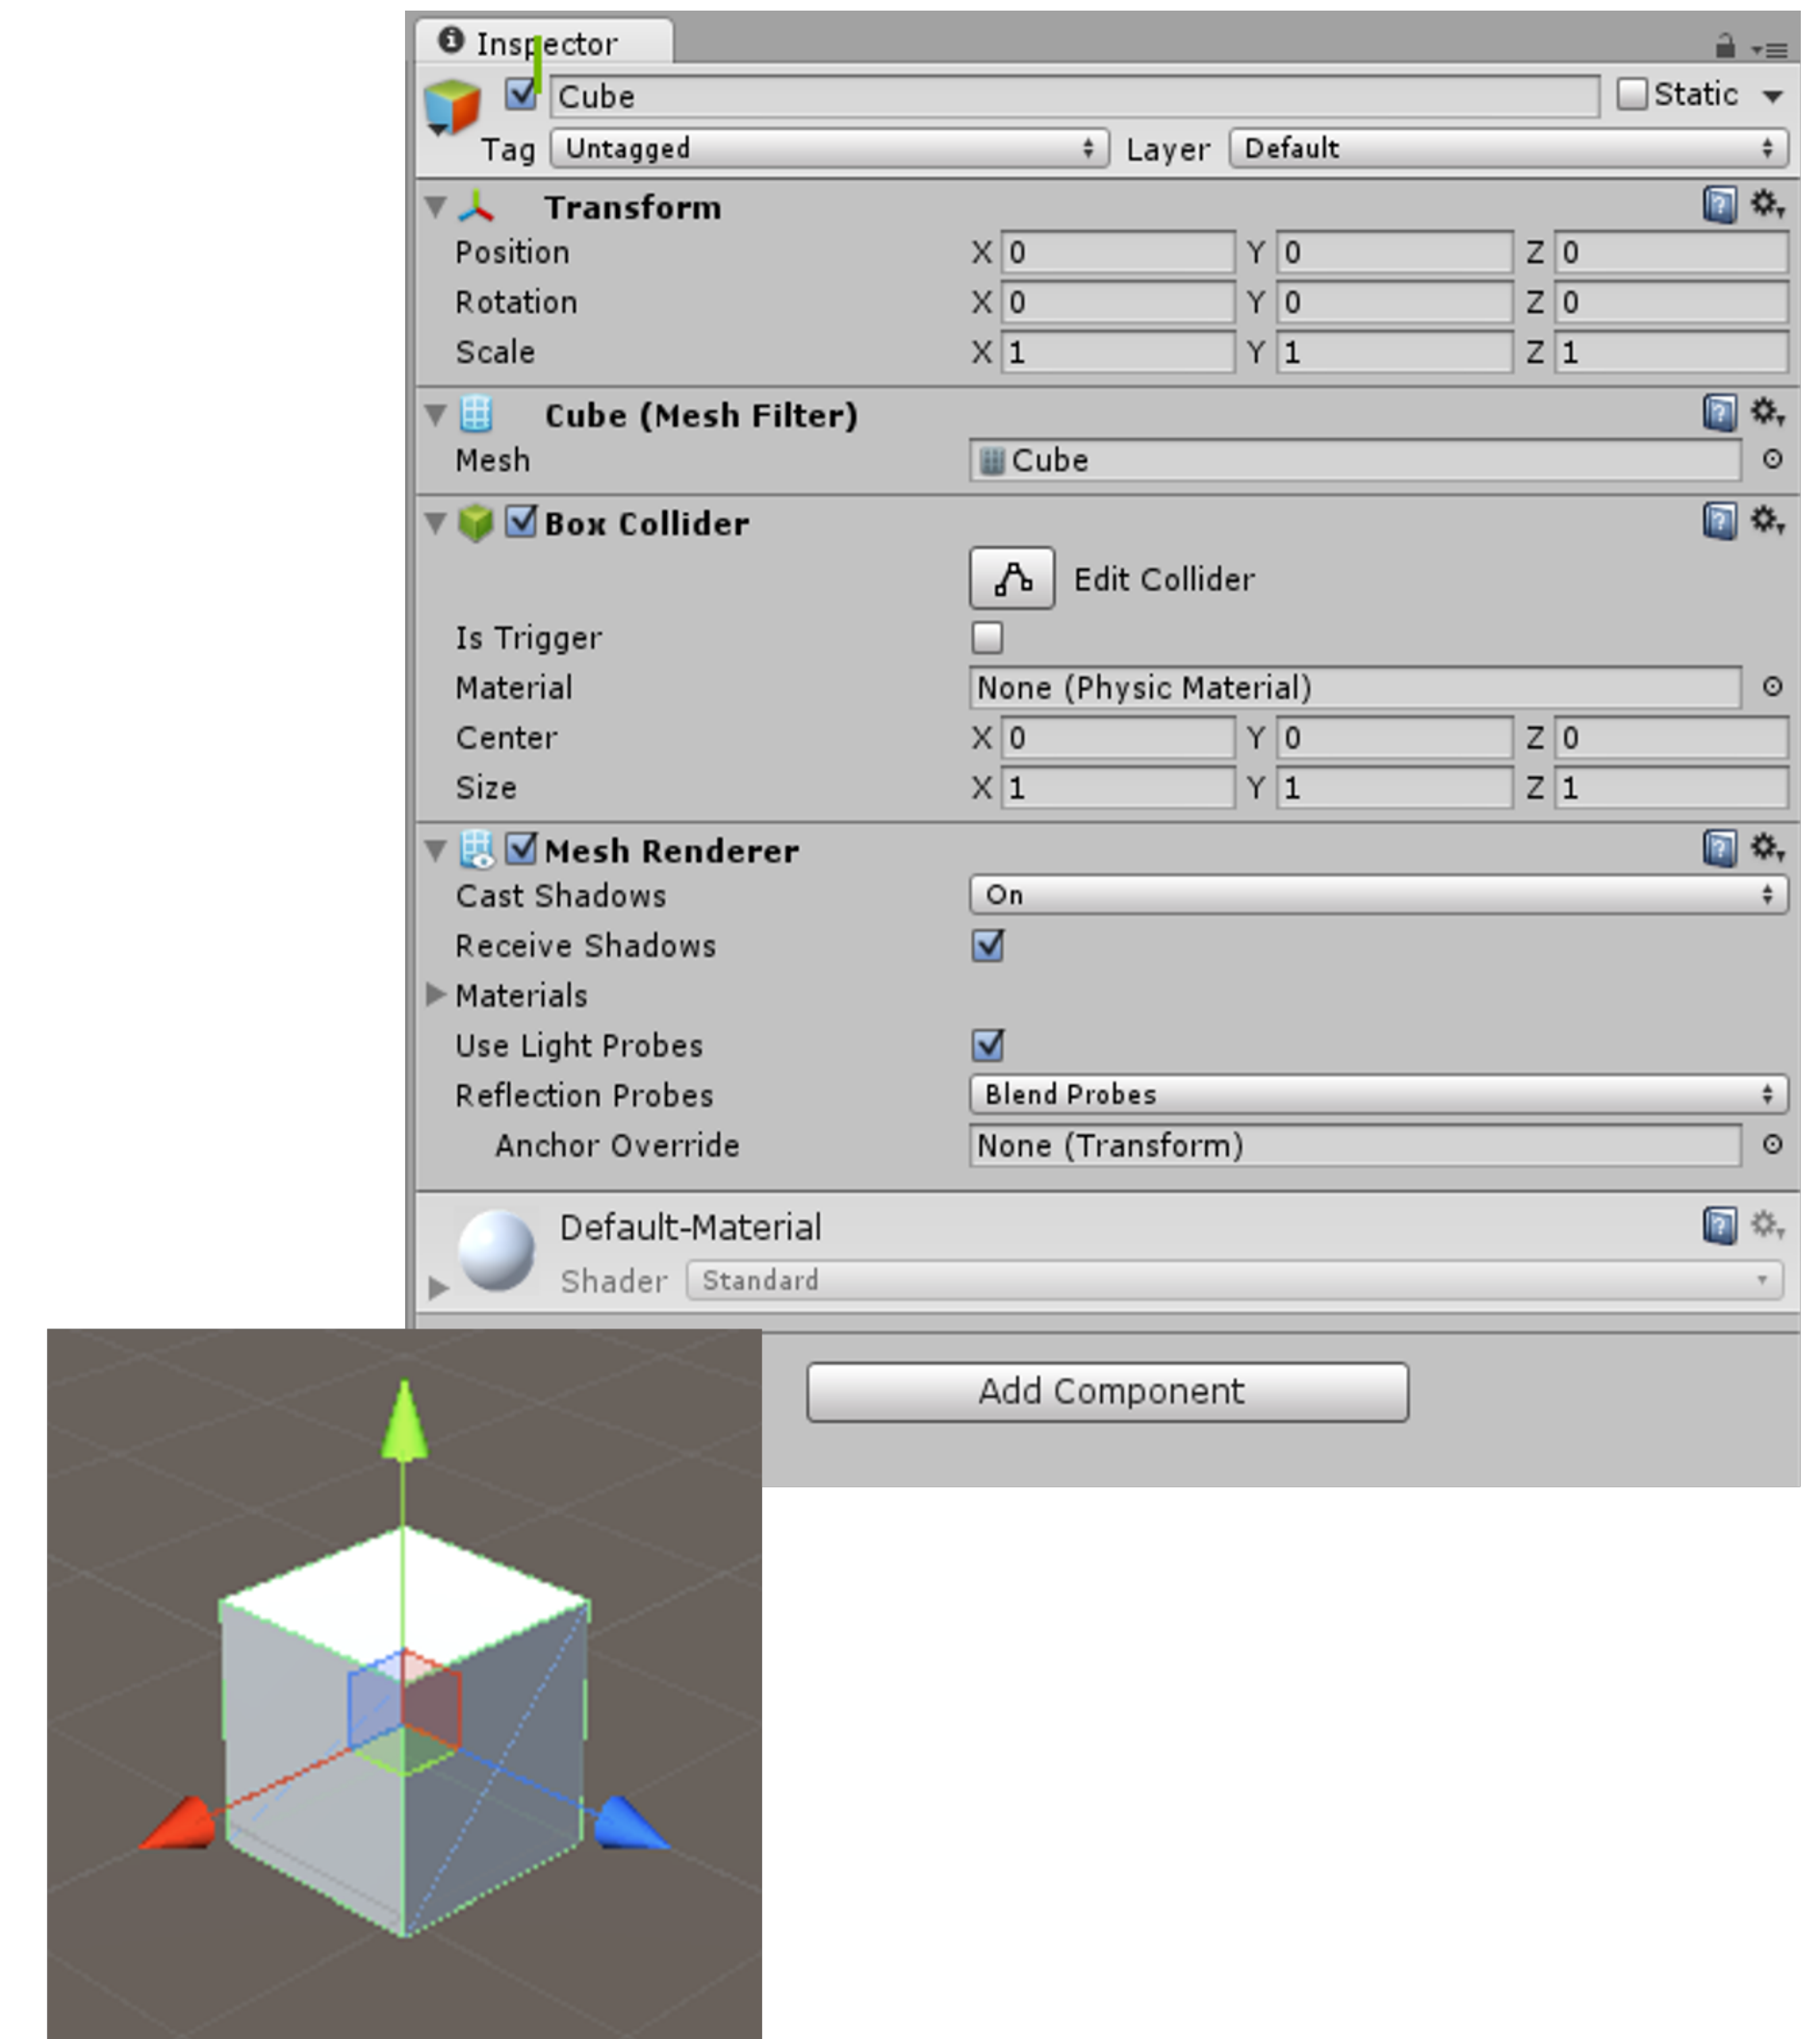 Inspector
Cube Static
Tag Untagged Layer Default
Transform
Position X 0 Y 0 Z 0
Rotation X 0 Y 0 Z 0
Scale X 1 Y 1 Z 1
Cube (Mesh Filter)
Mesh Cube
Box Collider
Edit Collider
Is Trigger
Material None (Physic Material)
Center X 0 Y 0 Z 0
Size X 1 Y 1 Z 1
Mesh Renderer
Cast Shadows On
Receive Shadows
Materials
Use Light Probes
Reflection Probes Blend Probes
Anchor Override None (Transform)
Default-Material
Shader Standard
Add Component